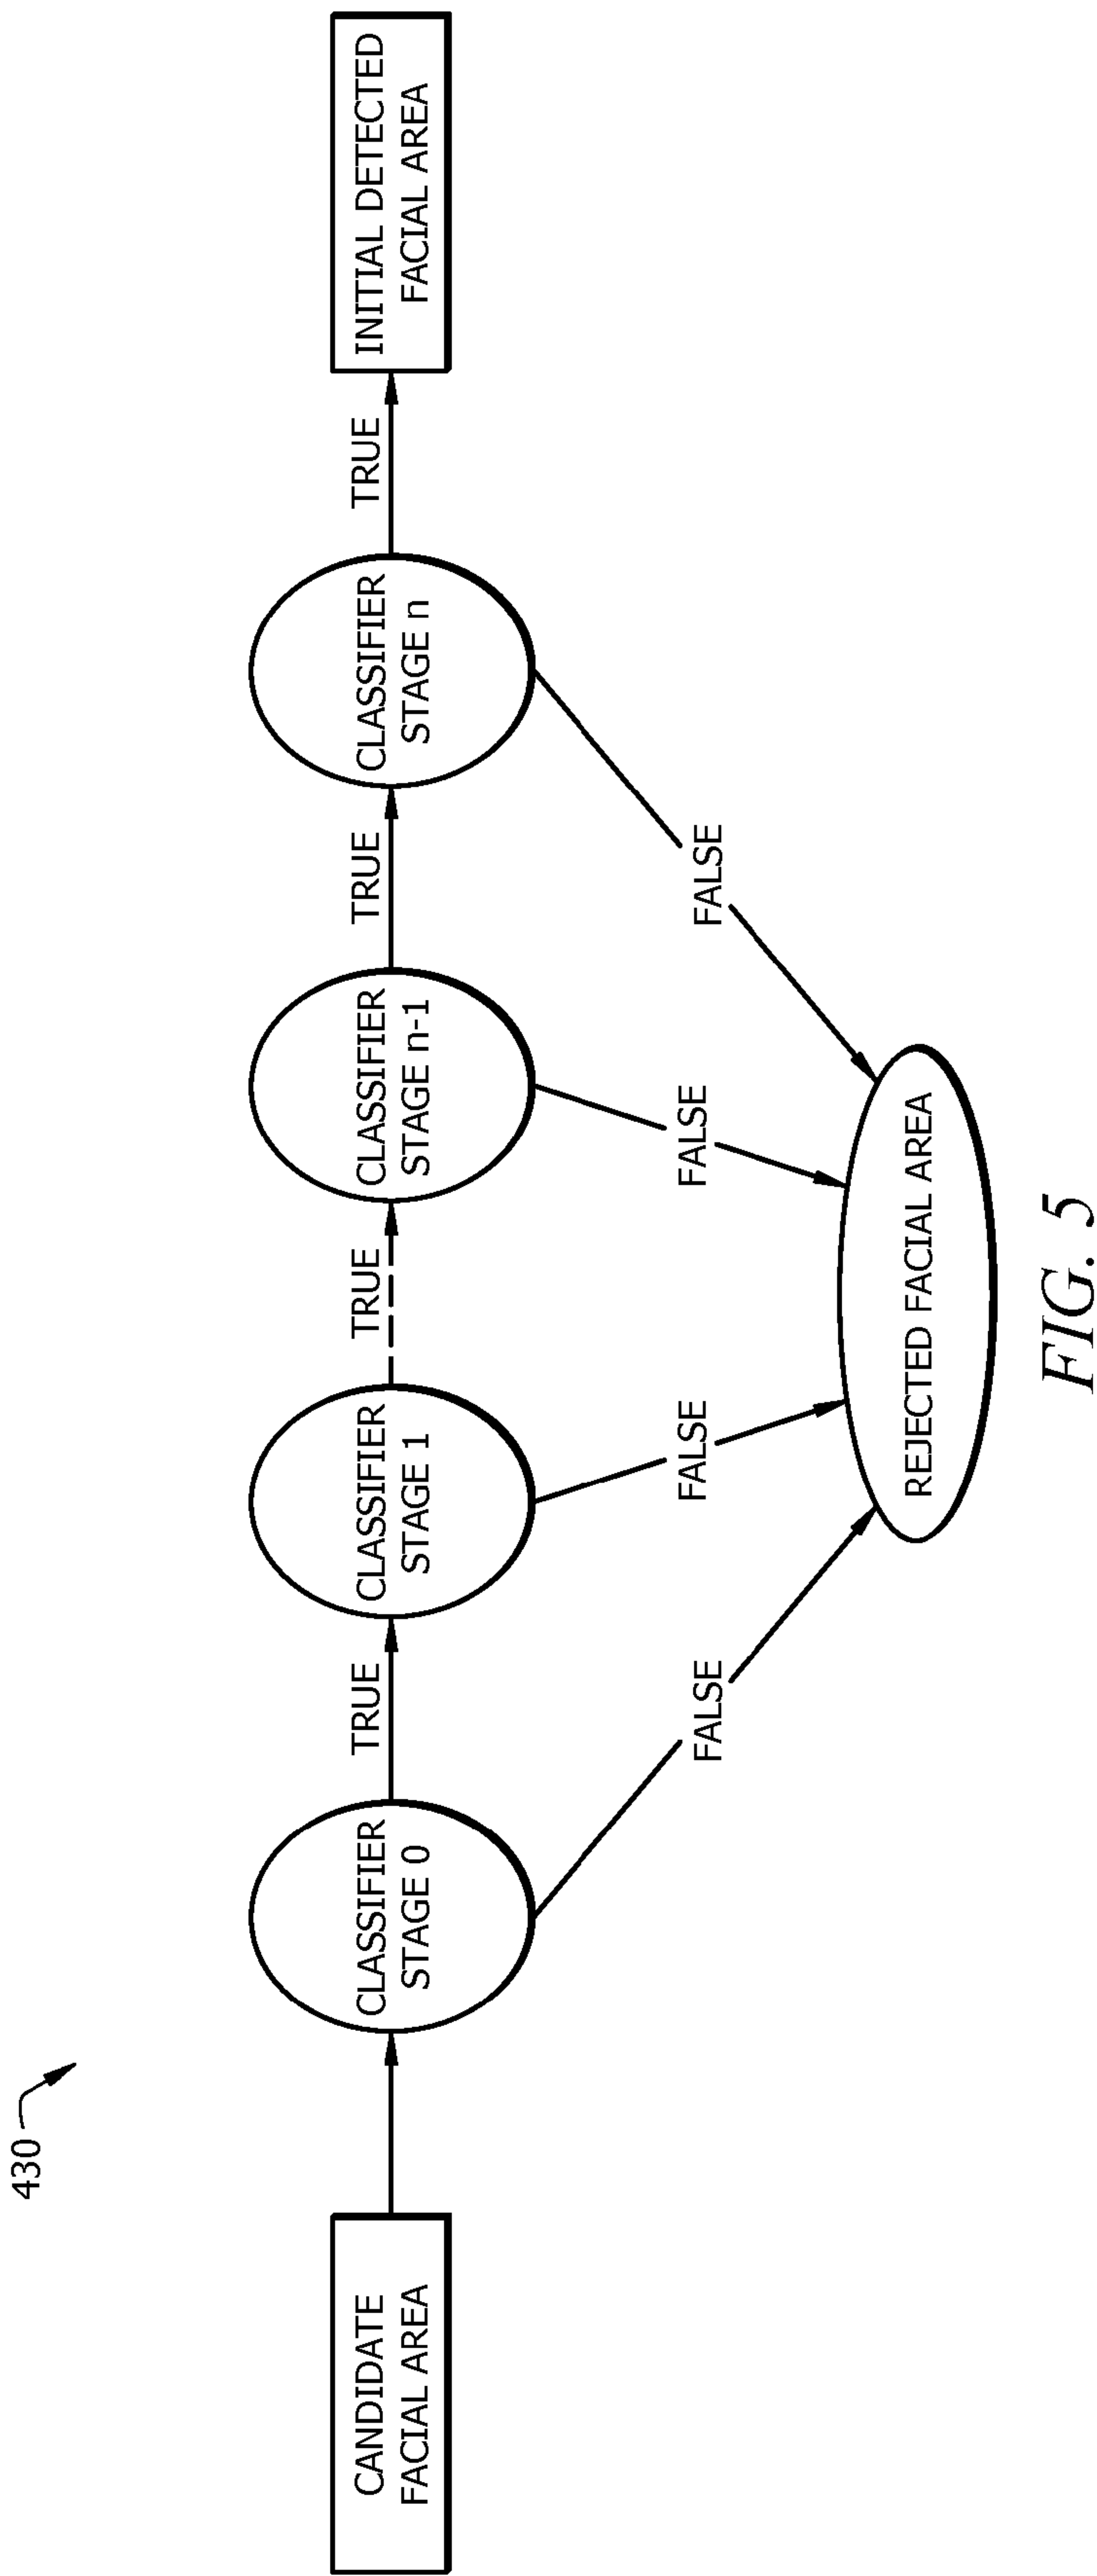 430
CANDIDATE
FACIAL AREA
CLASSIFIER
STAGE 0
TRUE
CLASSIFIER
STAGE 1
TRUE
CLASSIFIER
STAGE n-1
TRUE
CLASSIFIER
STAGE n
TRUE
INITIAL DETECTED
FACIAL AREA
FALSE
FALSE
FALSE
FALSE
REJECTED FACIAL AREA
FIG. 5